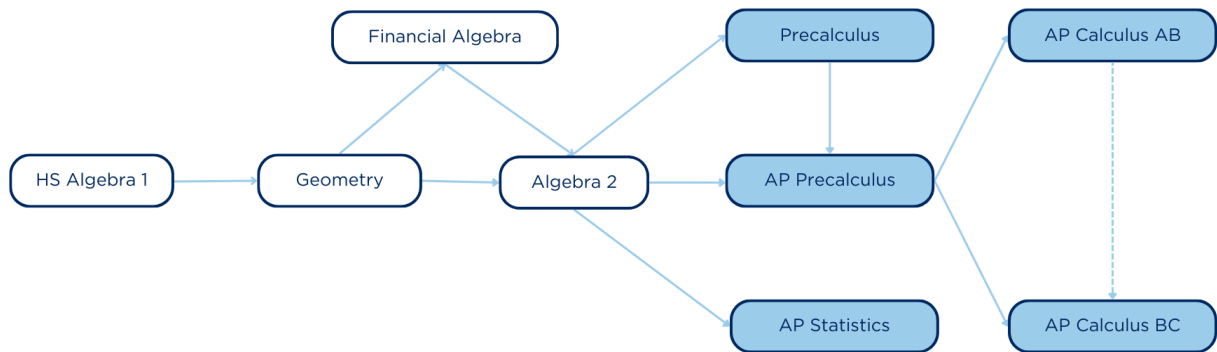 Financial Algebra
Precalculus
AP Calculus AB
HS Algebra 1
Geometry
Algebra 2
AP Precalculus
AP Statistics
AP Calculus BC